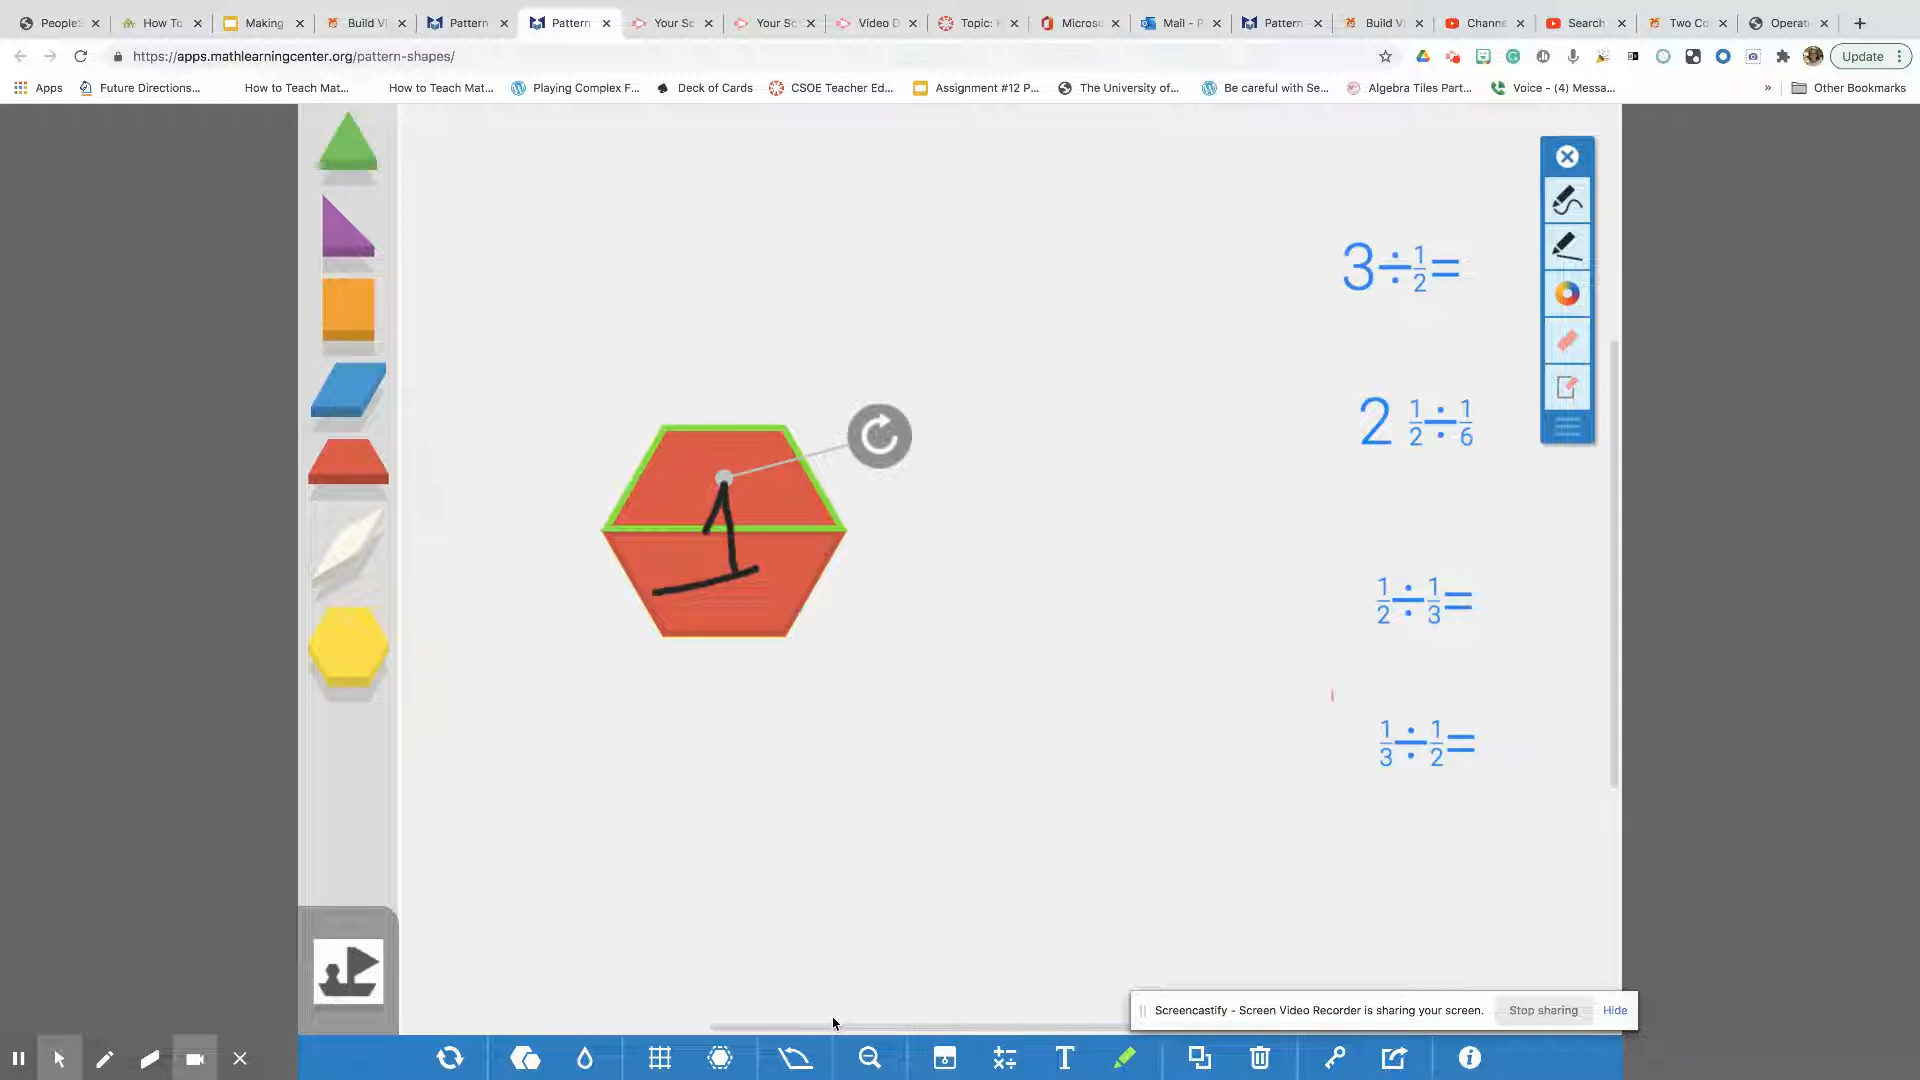 People: How To Making Build Vi Pattern Pattern Your Sc Your Sc Video D Topic: Microso Mail - P Pattern Build Vi Channe Search Two Co Operati
https://apps.mathlearningcenter.org/pattern-shapes/ Update
Apps Future Directions... How to Teach Mat... How to Teach Mat... Playing Complex F... Deck of Cards CSOE Teacher Ed... Assignment #12 P... The University of... Be careful with Se... Algebra Tiles Part... Voice - (4) Messa... » Other Bookmarks
3÷1/2=
2 1/2÷1/6
1
1/2÷1/3=
1/3÷1/2=
Screencastify - Screen Video Recorder is sharing your screen. Stop sharing Hide
T